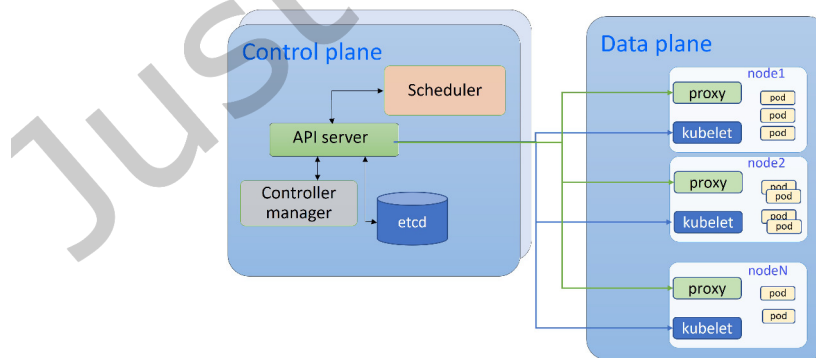 Just
Control plane
Scheduler
API server
Controller
manager
etcd
Data plane
node1
proxy
pod
pod
kubelet
pod
node2
proxy
pod
pod
kubelet
pod
pod
nodeN
proxy
pod
kubelet
pod